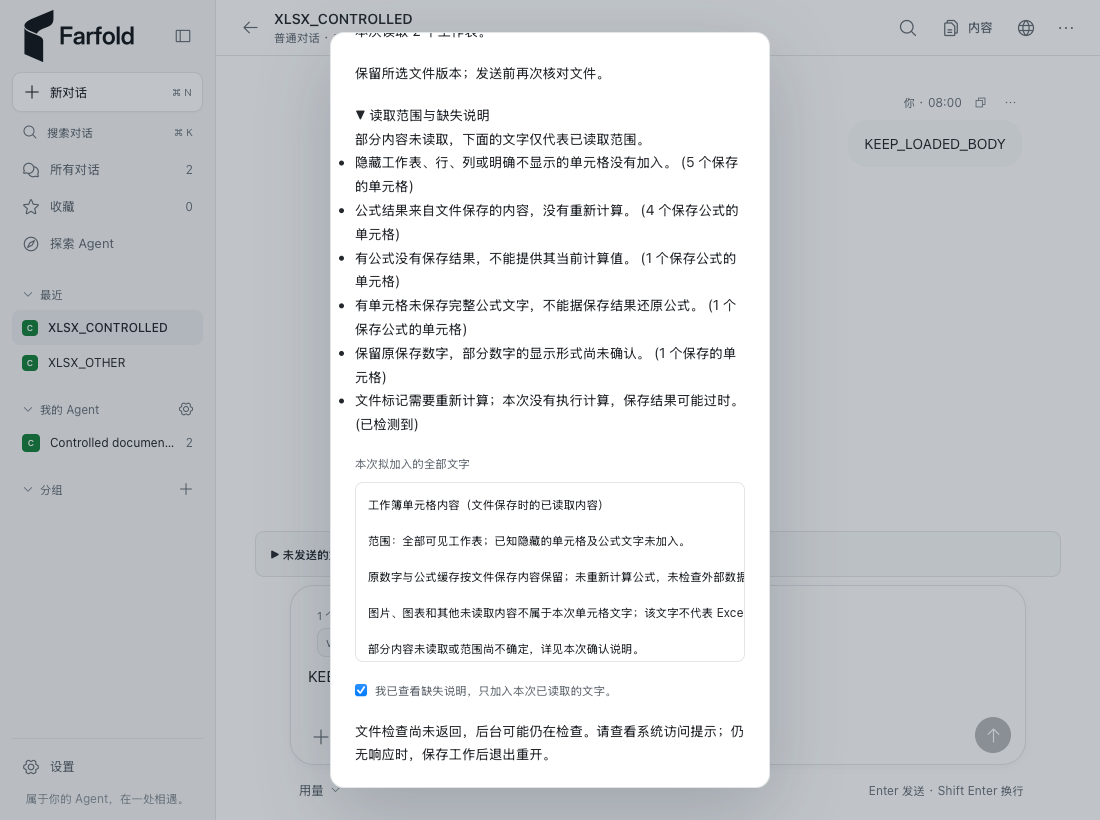 Farfold
新对话
⌘ N
搜索对话
⌘ K
所有对话
2
收藏
0
探索 Agent
最近
C
XLSX_CONTROLLED
C
XLSX_OTHER
我的 Agent
C
Controlled documen...
2
分组
设置
属于你的 Agent，在一处相遇。
XLSX_CONTROLLED
普通对话 ·
内容
你 · 08:00
KEEP_LOADED_BODY
本次读取 2 个工作表。
保留所选文件版本；发送前再次核对文件。
▼ 读取范围与缺失说明
部分内容未读取，下面的文字仅代表已读取范围。
• 隐藏工作表、行、列或明确不显示的单元格没有加入。 (5 个保存
的单元格)
• 公式结果来自文件保存的内容，没有重新计算。 (4 个保存公式的
单元格)
• 有公式没有保存结果，不能提供其当前计算值。 (1 个保存公式的
单元格)
• 有单元格未保存完整公式文字，不能据保存结果还原公式。 (1 个
保存公式的单元格)
• 保留原保存数字，部分数字的显示形式尚未确认。 (1 个保存的单
元格)
• 文件标记需要重新计算；本次没有执行计算，保存结果可能过时。
(已检测到)
本次拟加入的全部文字
工作簿单元格内容（文件保存时的已读取内容）
范围：全部可见工作表；已知隐藏的单元格及公式文字未加入。
原数字与公式缓存按文件保存内容保留；未重新计算公式，未检查外部数据
图片、图表和其他未读取内容不属于本次单元格文字；该文字不代表 Exce
部分内容未读取或范围尚不确定，详见本次确认说明。
我已查看缺失说明，只加入本次已读取的文字。
文件检查尚未返回，后台可能仍在检查。请查看系统访问提示；仍
无响应时，保存工作后退出重开。
▶ 未发送的
KEE
用量
Enter 发送 · Shift Enter 换行